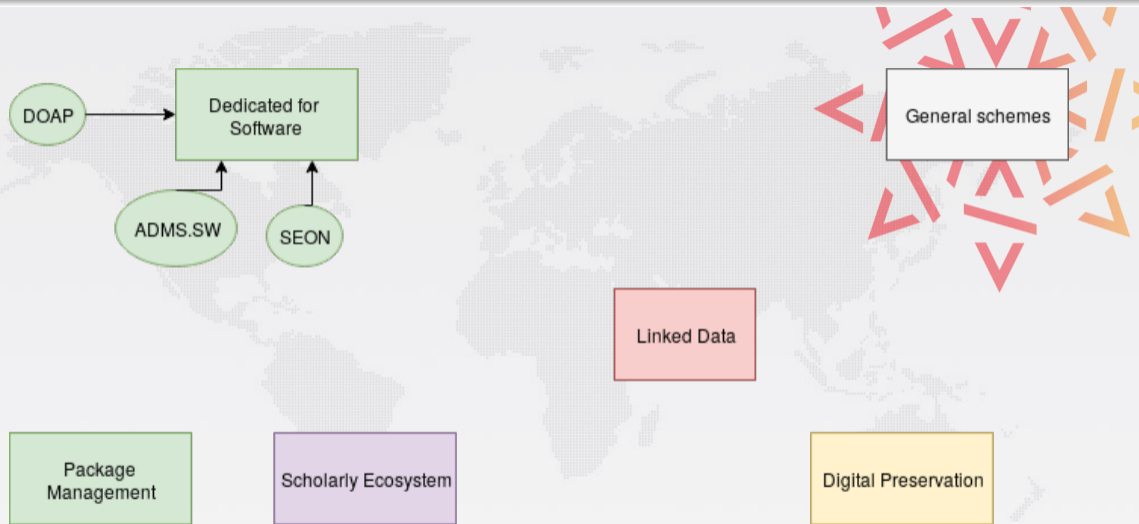 DOAP
Dedicated for
Software
General schemes
ADMS.SW
SEON
Linked Data
Package
Management
Scholarly Ecosystem
Digital Preservation